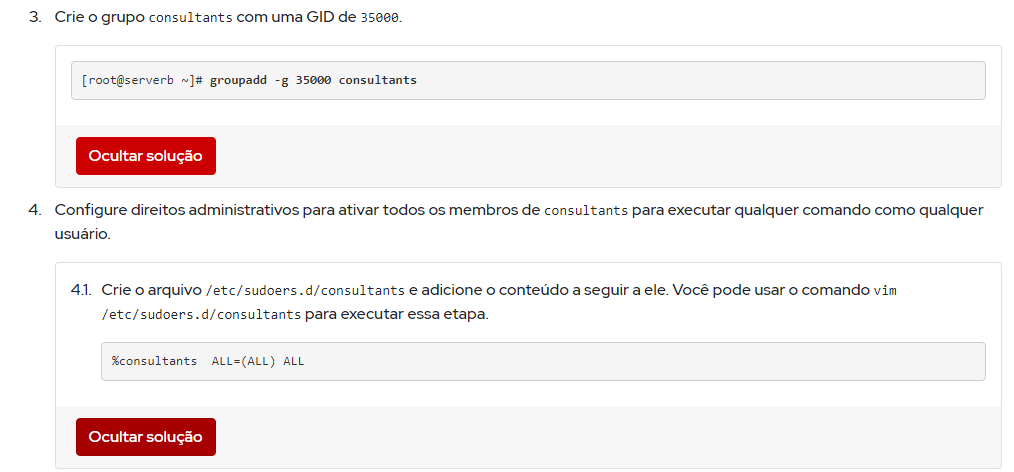 3. Crie o grupo consultants com uma GID de 35000.
[root@serverb ~]# groupadd -g 35000 consultants
Ocultar solução
4. Configure direitos administrativos para ativar todos os membros de consultants para executar qualquer comando como qualquer
usuário.
4.1. Crie o arquivo /etc/sudoers.d/consultants e adicione o conteúdo a seguir a ele. Você pode usar o comando vim
/etc/sudoers.d/consultants para executar essa etapa.
%consultants  ALL=(ALL) ALL
Ocultar solução